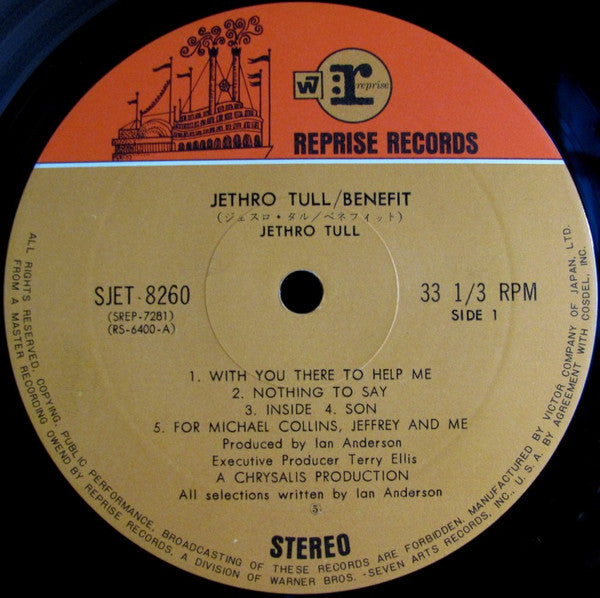 W7
r
:reprise
REPRISE RECORDS
JETHRO TULL/BENEFIT
(ジェスロ・タル/ベネフィット)
JETHRO TULL
SJET-8260
(SREP-7281)
(RS-6400-A)
33 1/3 RPM
SIDE 1
1. WITH YOU THERE TO HELP ME
2. NOTHING TO SAY
3. INSIDE 4. SON
5. FOR MICHAEL COLLINS, JEFFREY AND ME
Produced by Ian Anderson
Executive Producer Terry Ellis
A CHRYSALIS PRODUCTION
All selections written by Ian Anderson
5
STEREO
ALL RIGHTS RESERVED. COPYING, PUBLIC PERFORMANCE, BROADCASTING OF THESE RECORDS ARE FORBIDDEN, MANUFACTURED BY VICTOR COMPANY OF JAPAN, LTD.
FROM A MASTER RECORDING OWEND BY REPRISE RECORDS, A DIVISION OF WARNER BROS.-SEVEN ARTS RECORDS, INC., U.S.A. BY AGREEMENT WITH COSDEL, INC.